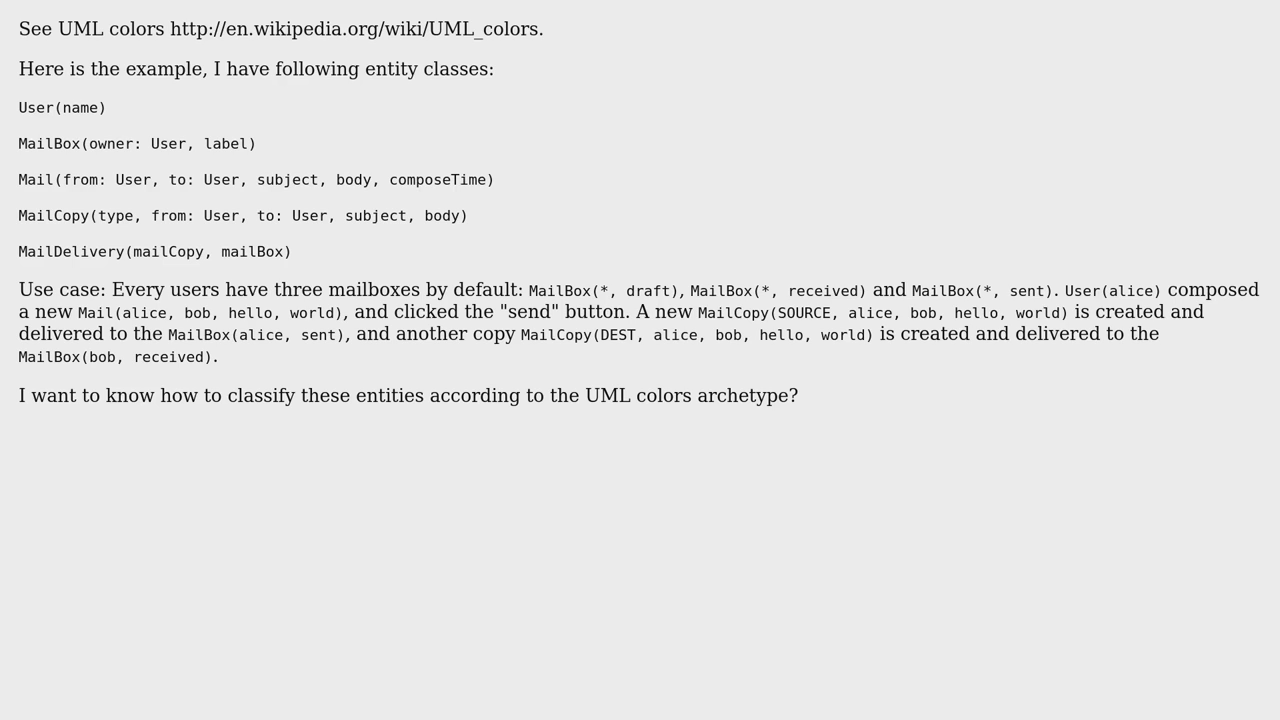 See UML colors http://en.wikipedia.org/wiki/UML_colors.
Here is the example, I have following entity classes:
User(name)
MailBox(owner: User, label)
Mail(from: User, to: User, subject, body, composeTime)
MailCopy(type, from: User, to: User, subject, body)
MailDelivery(mailCopy, mailBox)
Use case: Every users have three mailboxes by default: MailBox(*, draft), MailBox(*, received) and MailBox(*, sent). User(alice) composed
a new Mail(alice, bob, hello, world), and clicked the "send" button. A new MailCopy(SOURCE, alice, bob, hello, world) is created and
delivered to the MailBox(alice, sent), and another copy MailCopy(DEST, alice, bob, hello, world) is created and delivered to the
MailBox(bob, received).
I want to know how to classify these entities according to the UML colors archetype?